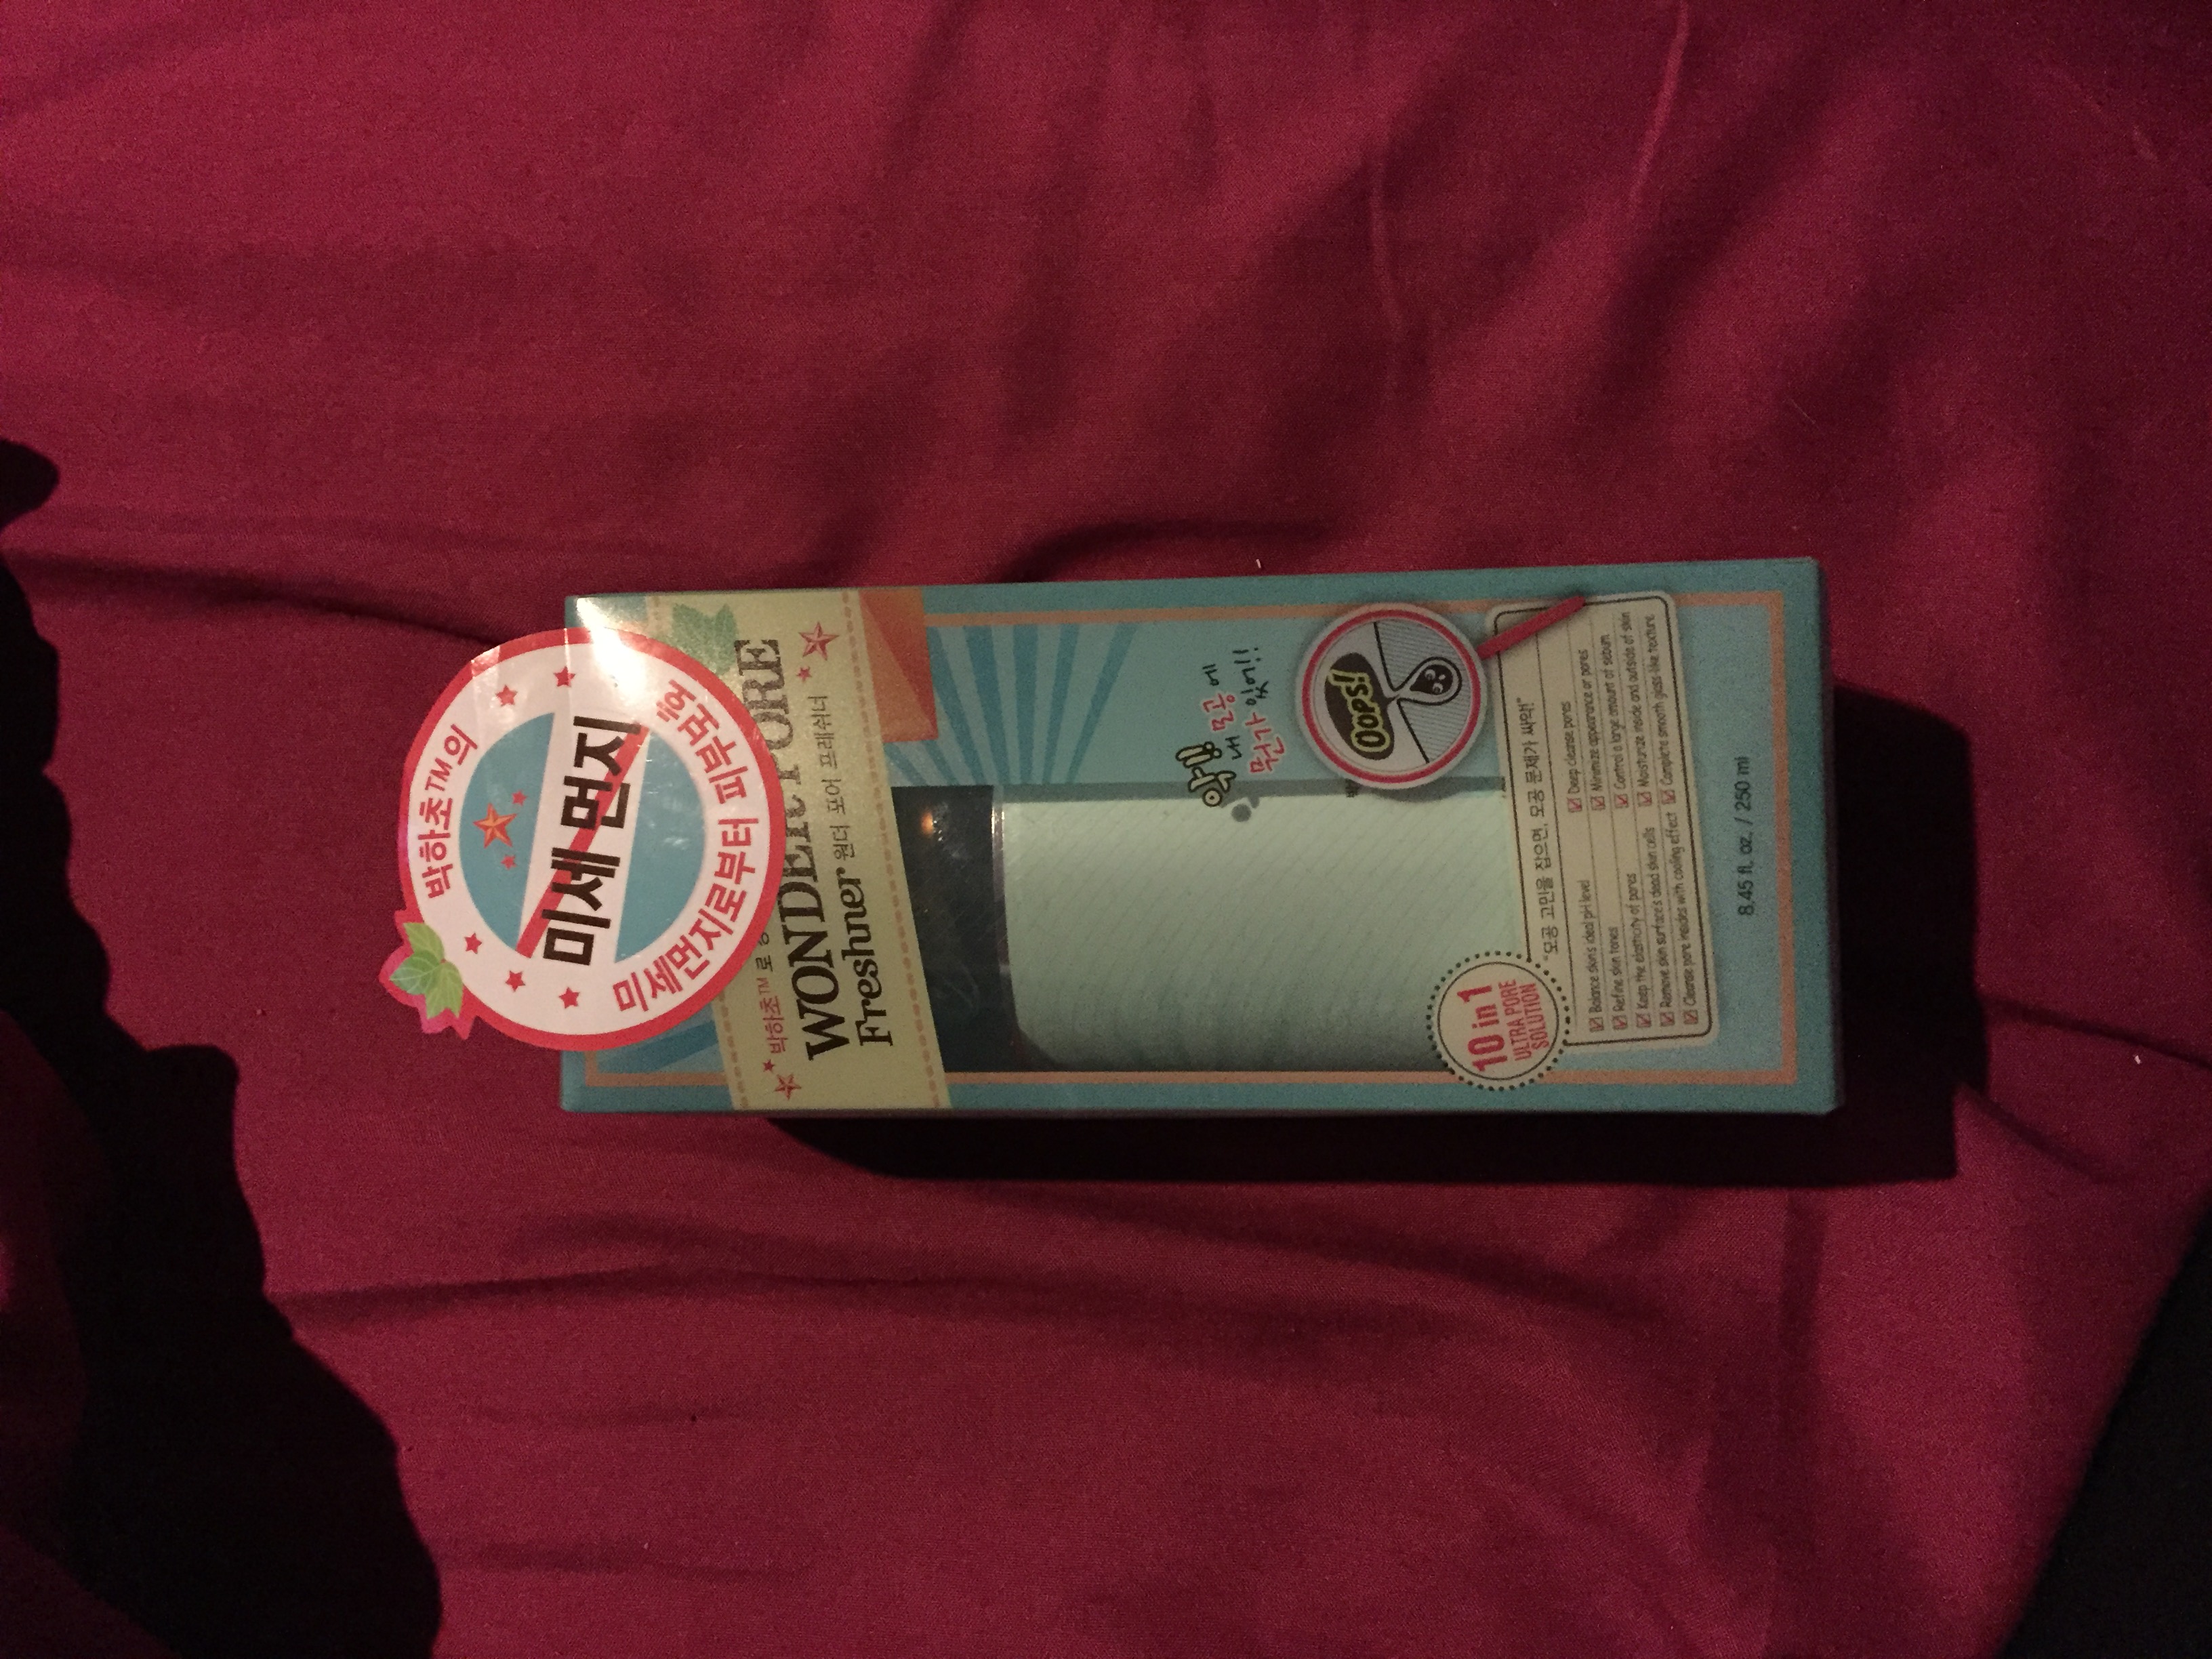 박하초™의
미세 먼지
미세먼지로부터 피부보호
박하초™로
WONDER PORE
Freshner 원더 포어 프레쉬너
악!!
내 모공에
뭔가 있어!!
OOPS!
10 in 1
ULTRA PORE
SOLUTION
"모공 고민을 잡으면, 모공 문제가 싸악!"
Balance skin's ideal pH level
Refine skin tones
Keep the elasticity of pores
Remove skin surface's dead skin cells
Cleanse pore insides with cooling effect
Deep cleanse pores
Minimize appearance or pores
Control a large amount of sebum
Moisturize inside and outside of skin
Complete smooth glass-like texture
8.45 fl. oz. / 250 ml